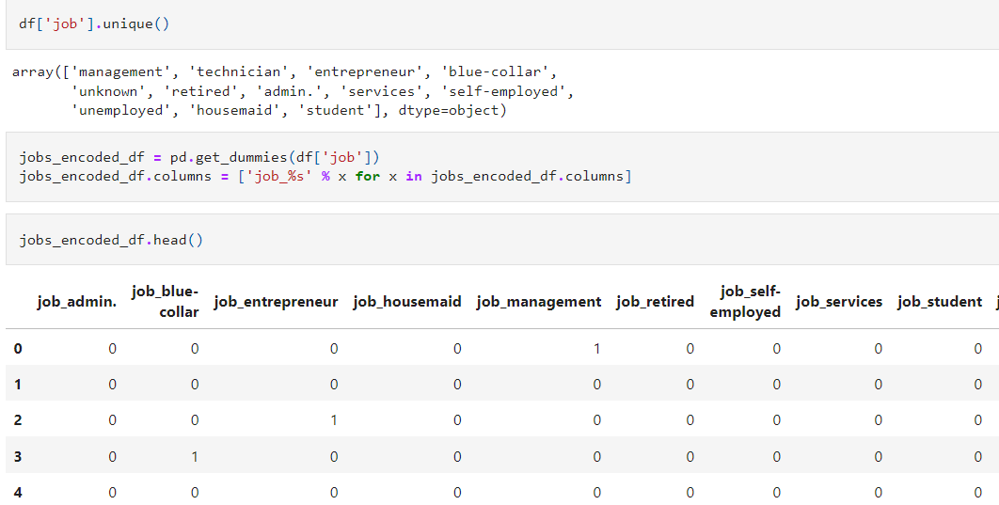 df['job'].unique()
array(['management', 'technician', 'entrepreneur', 'blue-collar',
'unknown', 'retired', 'admin.', 'services', 'self-employed',
'unemployed', 'housemaid', 'student'], dtype=object)
jobs_encoded_df = pd.get_dummies(df['job'])
jobs_encoded_df.columns = ['job_%s' % x for x in jobs_encoded_df.columns]
jobs_encoded_df.head()
job_admin. job_blue-collar job_entrepreneur job_housemaid job_management job_retired job_self-employed job_services job_student
0 0 0 0 0 1 0 0 0 0
1 0 0 0 0 0 0 0 0 0
2 0 0 1 0 0 0 0 0 0
3 0 1 0 0 0 0 0 0 0
4 0 0 0 0 0 0 0 0 0